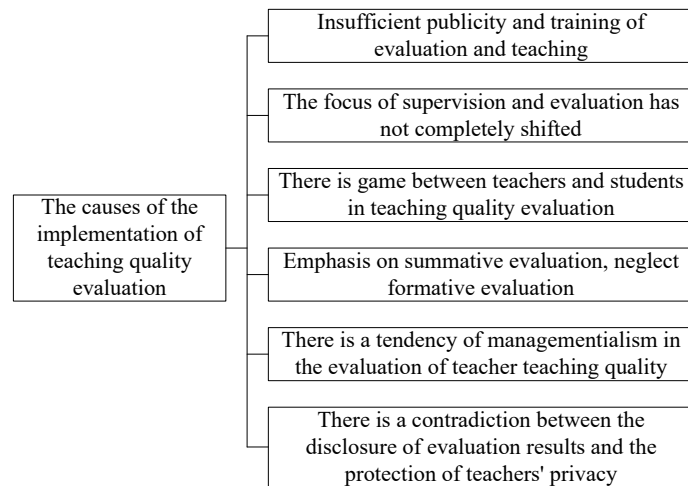 Insufficient publicity and training of
evaluation and teaching
The focus of supervision and evaluation has
not completely shifted
There is game between teachers and students
in teaching quality evaluation
The causes of the
implementation of
teaching quality
evaluation
Emphasis on summative evaluation, neglect
formative evaluation
There is a tendency of managementialism in
the evaluation of teacher teaching quality
There is a contradiction between the
disclosure of evaluation results and the
protection of teachers' privacy